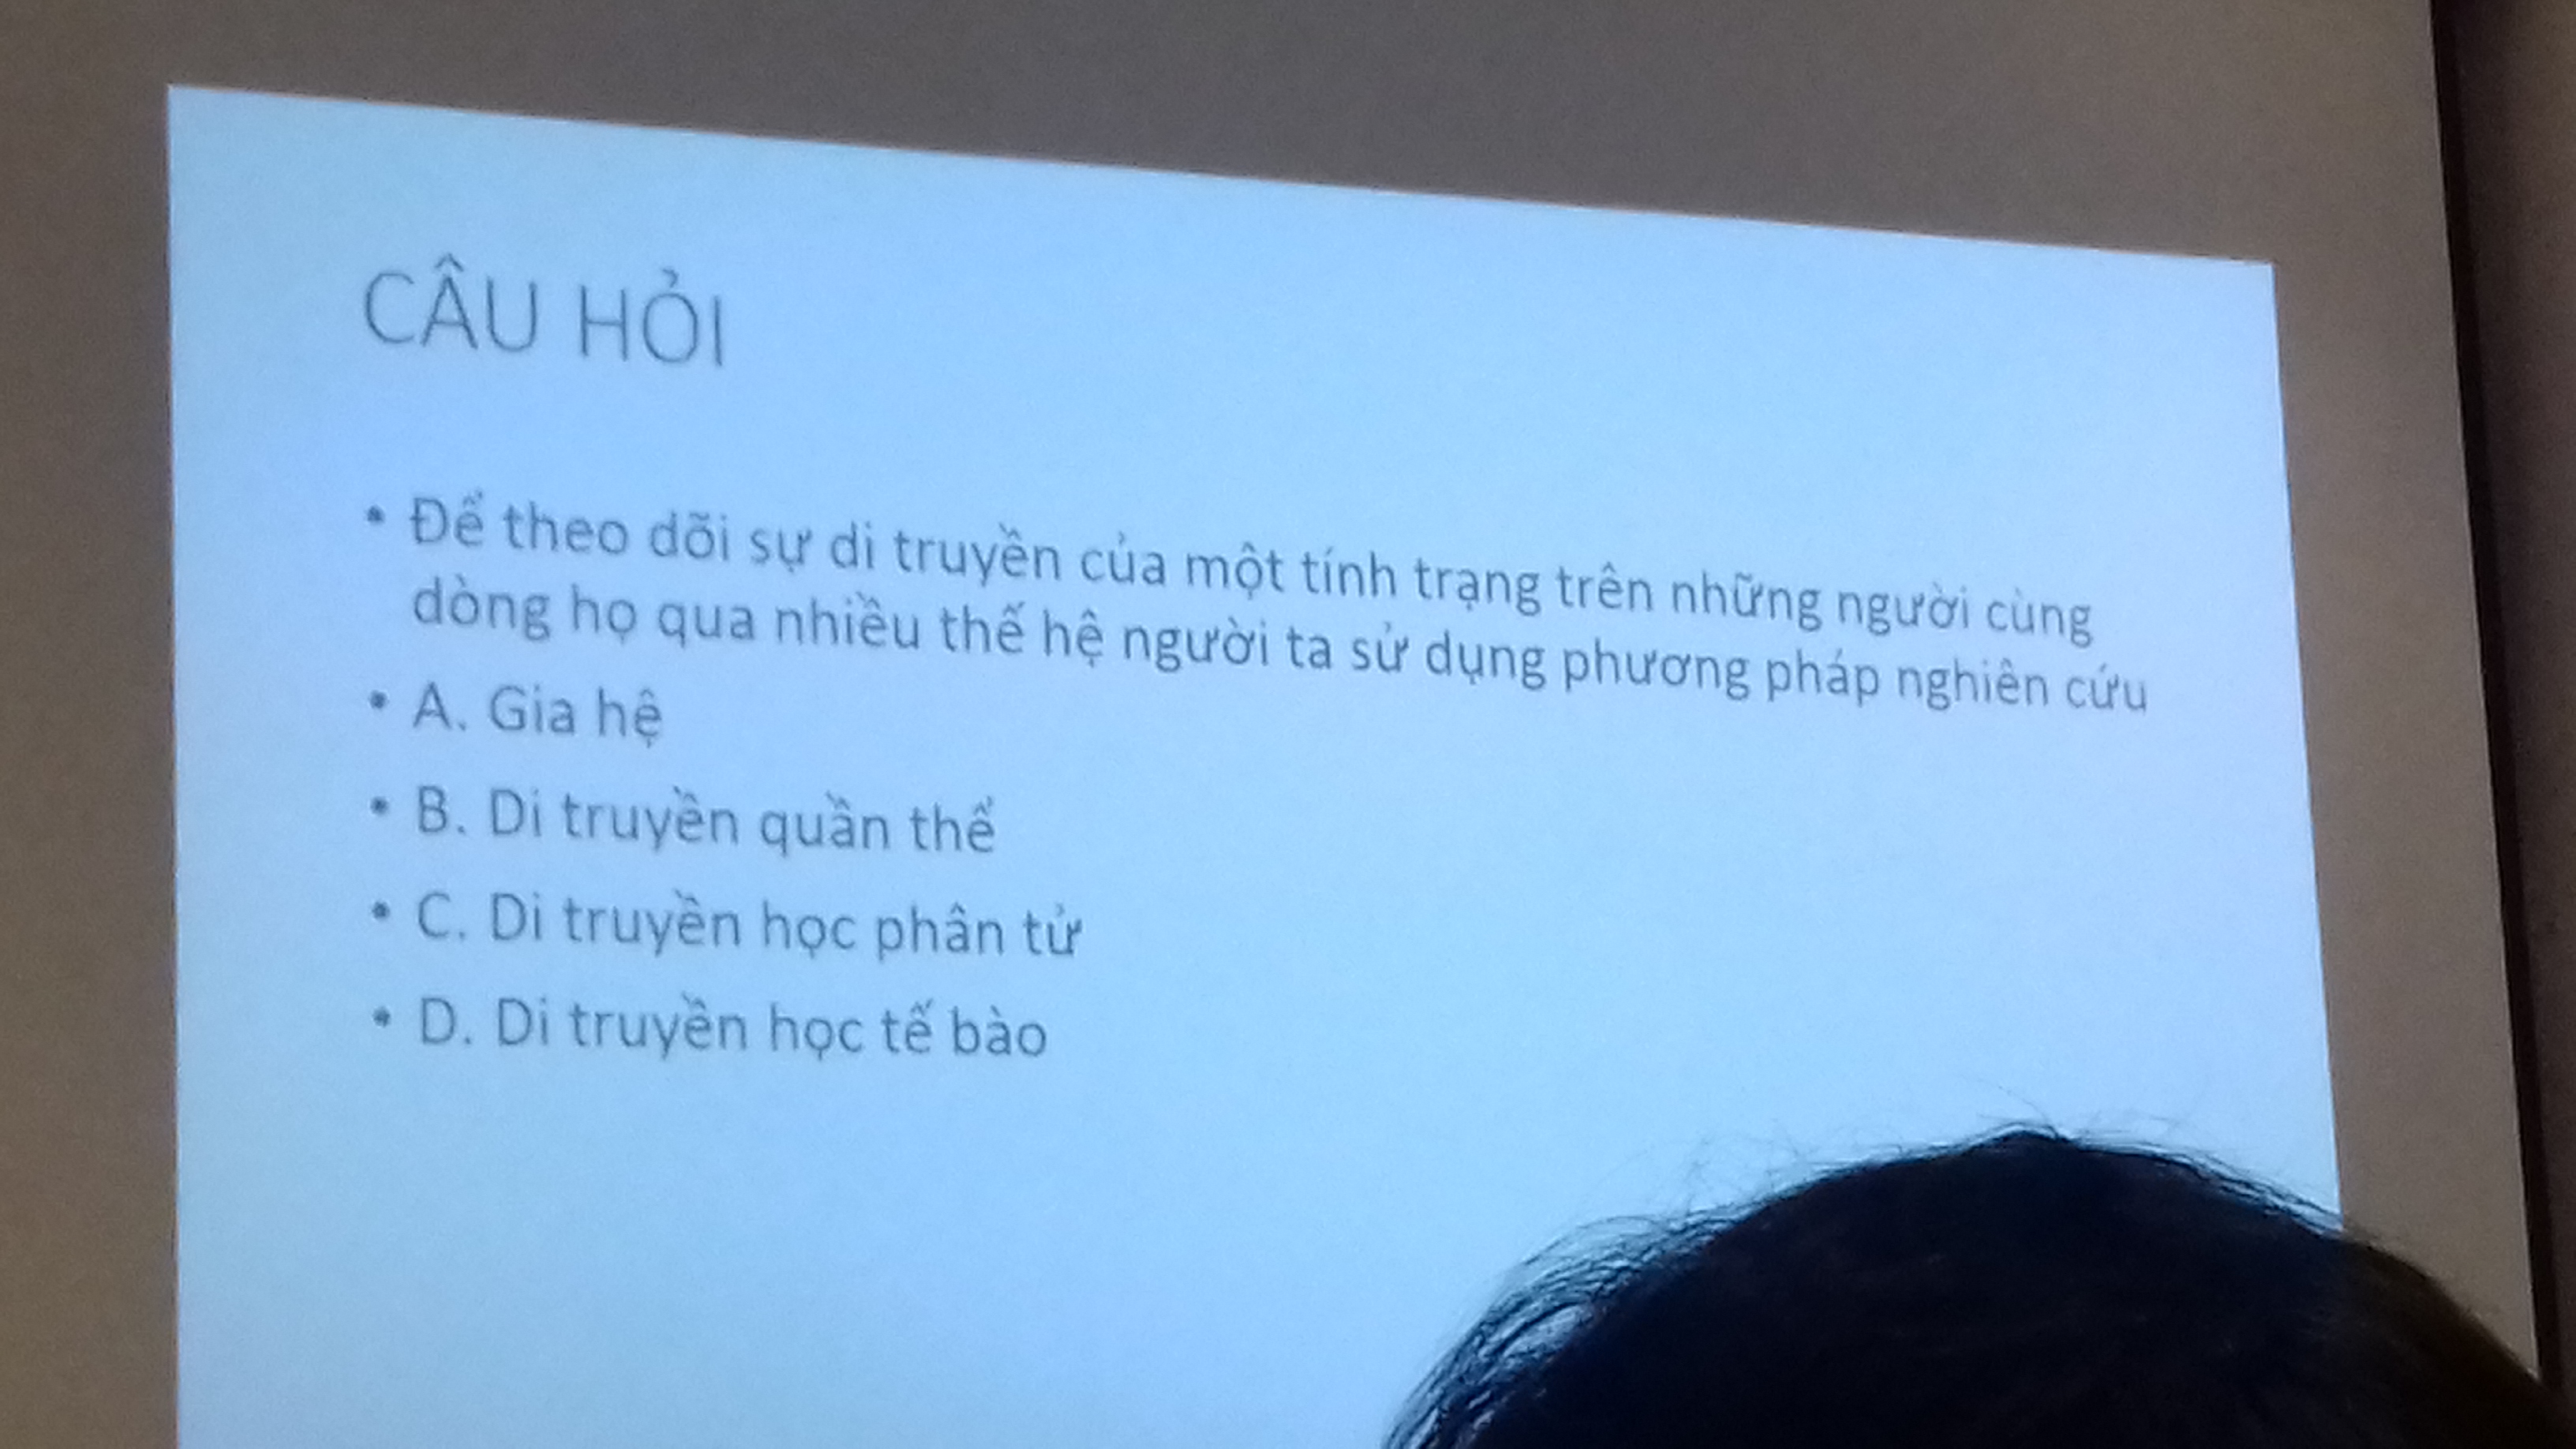 CÂU HỎI
• Để theo dõi sự di truyền của một tính trạng trên những người cùng
dòng họ qua nhiều thế hệ người ta sử dụng phương pháp nghiên cứu
• A. Gia hệ
• B. Di truyền quần thể
• C. Di truyền học phân tử
• D. Di truyền học tế bào